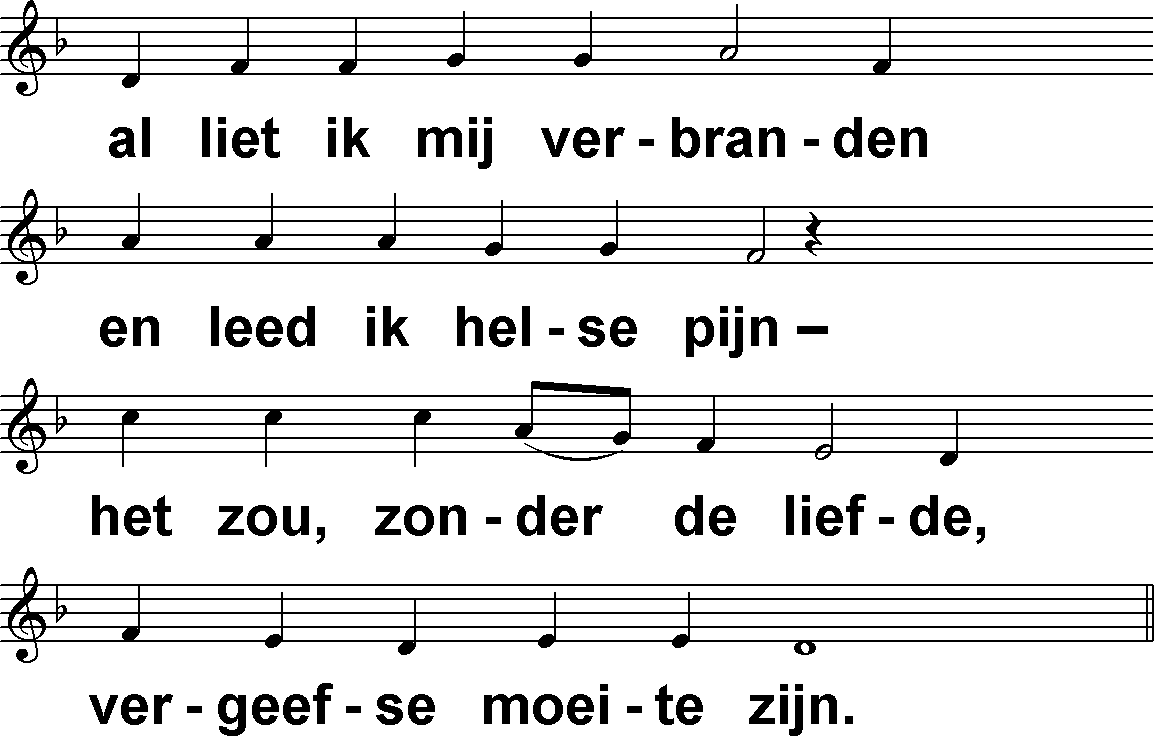 al liet ik mij ver - bran - den
en leed ik hel - se pijn –
het zou, zon - der de lief - de,
ver - geef - se moei - te zijn.